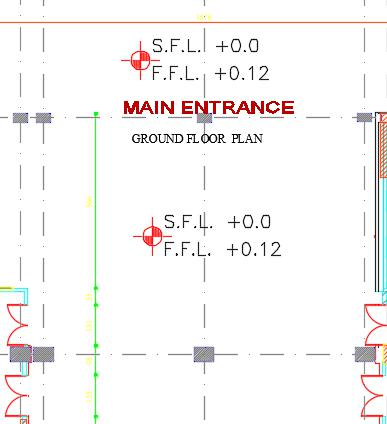 S.F.L. +0.0
F.F.L. +0.12
MAIN ENTRANCE
GROUND FLOOR PLAN
S.F.L. +0.0
F.F.L. +0.12